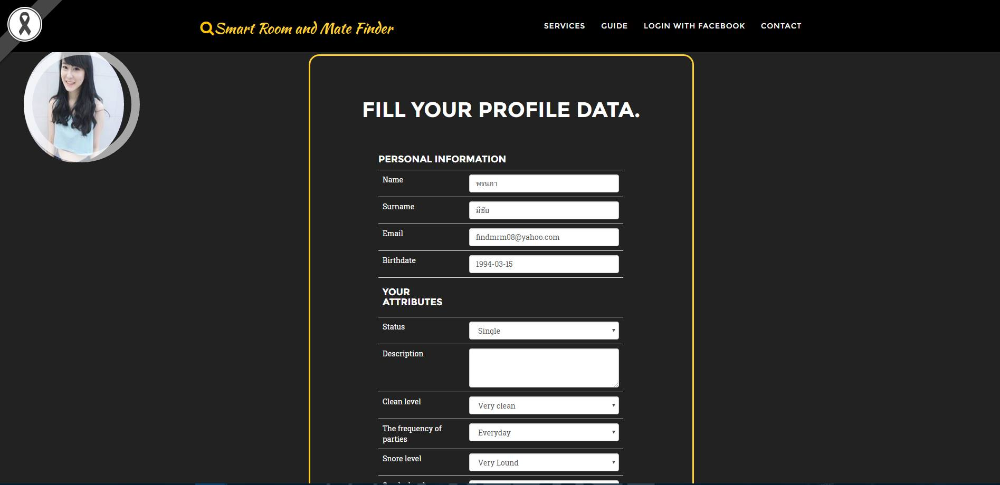 Smart Room and Mate Finder
SERVICES GUIDE LOGIN WITH FACEBOOK CONTACT
FILL YOUR PROFILE DATA.
PERSONAL INFORMATION
Name พรนภา
Surname มีชัย
Email findmrm08@yahoo.com
Birthdate 1994-03-15
YOUR
ATTRIBUTES
Status Single
Description
Clean level Very clean
The frequency of
parties Everyday
Snore level Very Lound